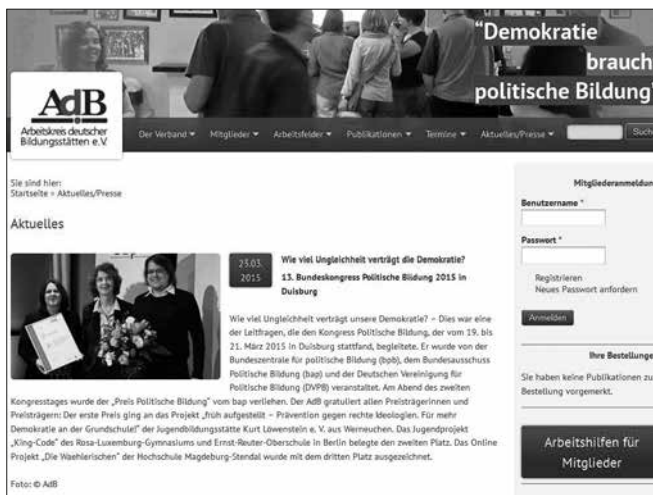 “Demokratie
brauch
politische Bildung“
AdB
Arbeitskreis deutscher
Bildungsstätten e.V.
Der Verband Mitglieder Arbeitsfelder Publikationen Termine Aktuelles/Presse Such
Sie sind hier:
Startseite » Aktuelles/Presse
Aktuelles
23.03.
2015
Wie viel Ungleichheit verträgt die Demokratie?
13. Bundeskongress Politische Bildung 2015 in
Duisburg
Wie viel Ungleichheit verträgt unsere Demokratie? – Dies war eine
der Leitfragen, die den Kongress Politische Bildung, der vom 19. bis
21. März 2015 in Duisburg stattfand, begleitete. Er wurde von der
Bundeszentrale für politische Bildung (bpb), dem Bundesausschuss
Politische Bildung (bap) und der Deutschen Vereinigung für
Politische Bildung (DVPB) veranstaltet. Am Abend des zweiten
Kongresstages wurde der „Preis Politische Bildung“ vom bap verliehen. Der AdB gratuliert allen Preisträgerinnen und
Preisträgern: Der erste Preis ging an das Projekt „früh aufgestellt – Prävention gegen rechte Ideologien. Für mehr
Demokratie an der Grundschule!“ der Jugendbildungsstätte Kurt Löwenstein e. V. aus Werneuchen. Das Jugendprojekt
„King-Code“ des Rosa-Luxemburg-Gymnasiums und Ernst-Reuter-Oberschule in Berlin belegte den zweiten Platz. Das Online
Projekt „Die Waehlerischen“ der Hochschule Magdeburg-Stendal wurde mit dem dritten Platz ausgezeichnet.
Foto: © AdB
Mitgliederanmeldun
Benutzername *
Passwort *
Registrieren
Neues Passwort anfordern
Anmelden
Ihre Bestellunge
Sie haben keine Publikationen zu
Bestellung vorgemerkt.
Arbeitshilfen für
Mitglieder